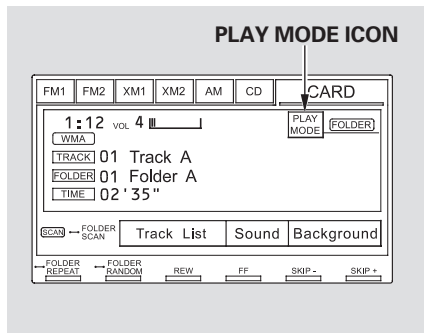 PLAY MODE ICON
FM1 FM2 XM1 XM2 AM CD CARD
1:12 VOL 4 PLAY MODE FOLDER
WMA
TRACK 01 Track A
FOLDER 01 Folder A
TIME 02'35"
SCAN FOLDER SCAN Track List Sound Background
FOLDER REPEAT FOLDER RANDOM REW FF SKIP - SKIP +